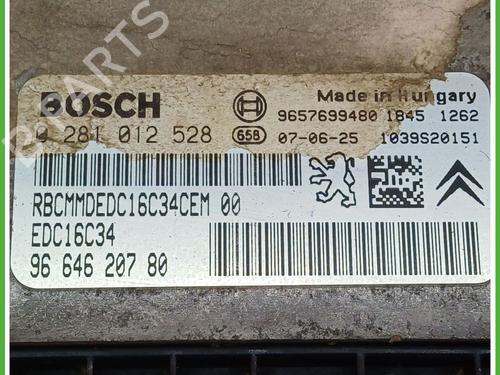 BOSCH
Made in Hungary
9657699480 1845 1262
0 281 012 528
658
07-06-25
1039S20151
RBCMMDEDC16C34CEM 00
EDC16C34
96 646 207 80
B-PARTS